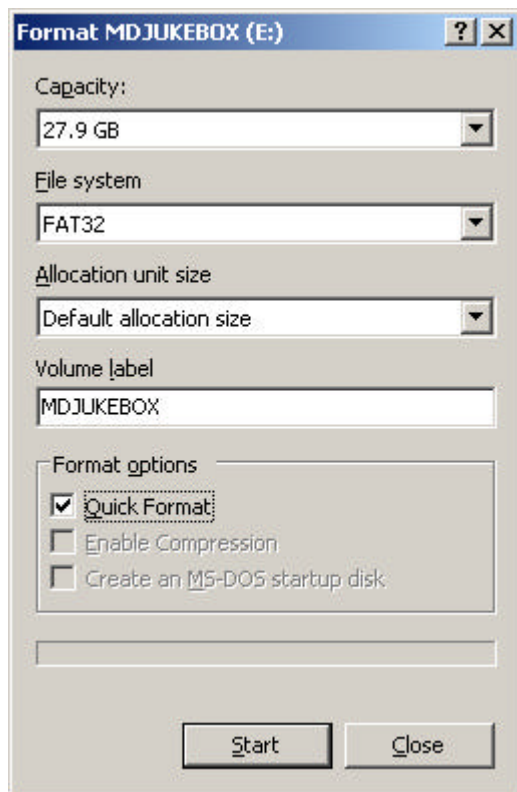 Format MDJUKEBOX (E:)
Capacity:
27.9 GB
File system
FAT32
Allocation unit size
Default allocation size
Volume label
MDJUKEBOX
Format options
Quick Format
Enable Compression
Create an MS-DOS startup disk
Start
Close